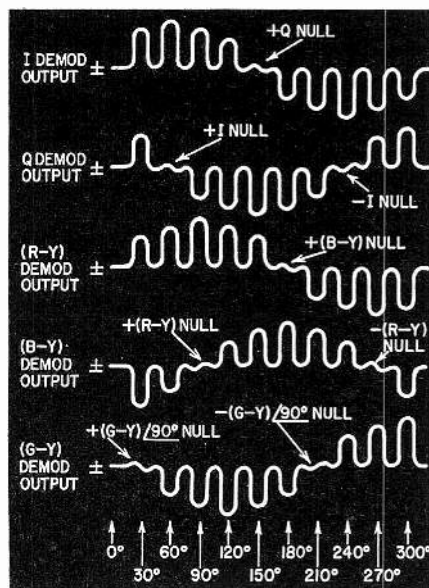 I DEMOD
OUTPUT ±
+Q NULL
Q DEMOD
OUTPUT ±
+I NULL
−I NULL
(R−Y)
DEMOD ±
OUTPUT
+(B−Y) NULL
(B−Y)
DEMOD ±
OUTPUT
+(R−Y) NULL
−(R−Y)
NULL
(G−Y)
DEMOD ±
OUTPUT
+(G−Y)/90° NULL
−(G−Y)/90° NULL
0° 60° 120° 180° 240° 300°
30° 90° 150° 210° 270°